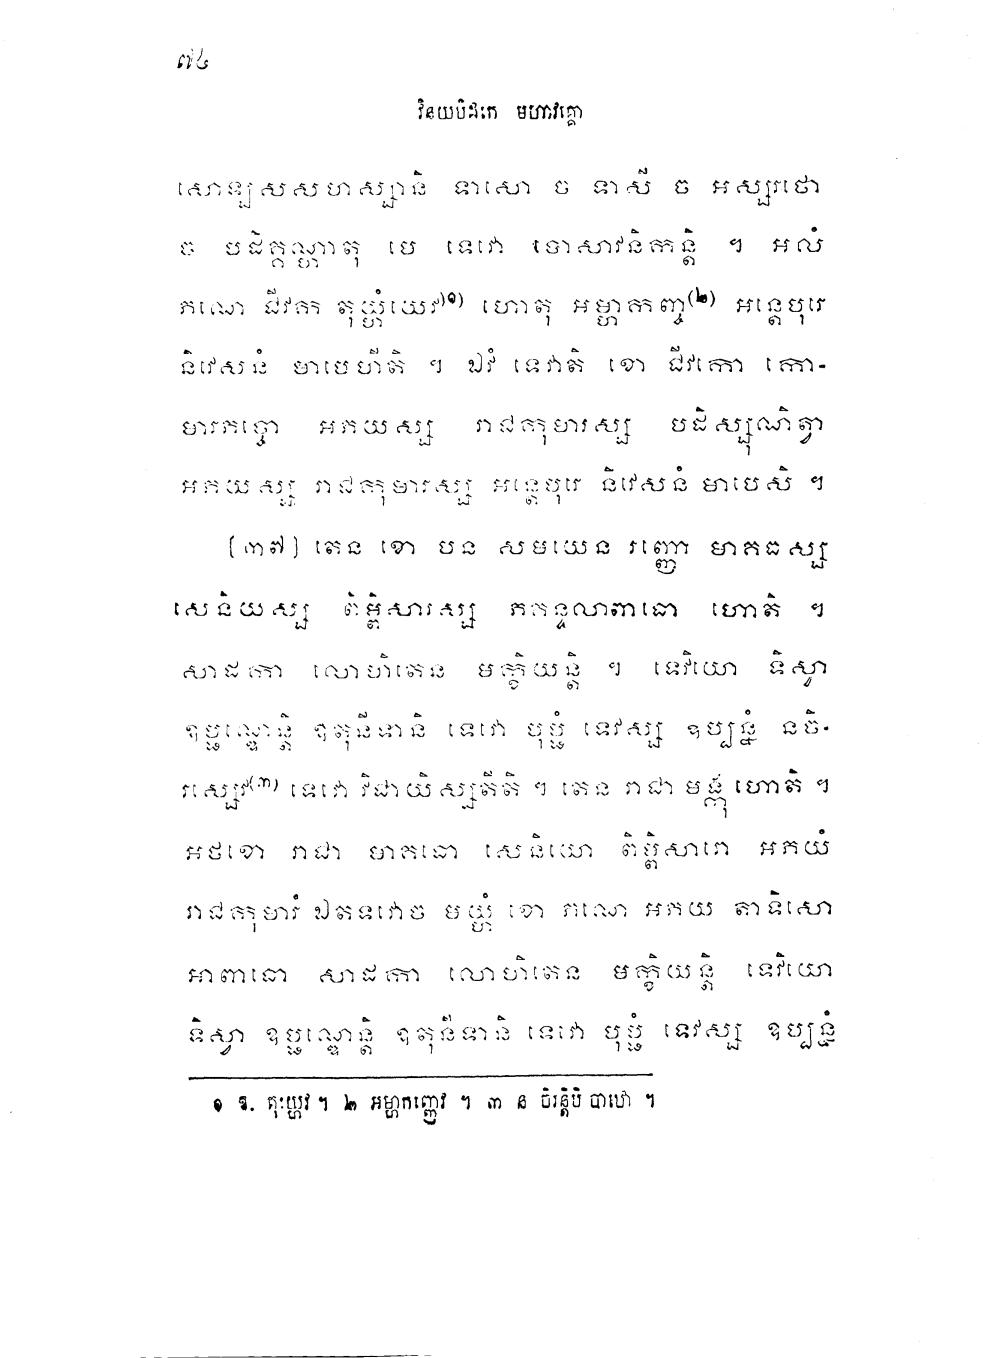 ៧៤
វិនយបិដកេ មហាវគ្គោ
សោឡសសហស្សានិ ទាសោ ច ទាសី ច អស្សរថោ
ច បដិគ្គណ្ហាតុ មេ ទេវោ ចោសាវនិកន្តិ ។ អលំ
ភណេ ជីវក តុយ្ហំយេវ(១) ហោតុ អម្ហាកញ្ច(២) អន្តេបុរេ
និវេសនំ មាបេហីតិ ។ ឯវំ ទេវាតិ ខោ ជីវកោ កោ-
មារភច្ចោ អភយស្ស រាជកុមារស្ស បដិស្សុណិត្វា
អភយស្ស រាជកុមារស្ស អន្តេបុរេ និវេសនំ មាបេសិ ។
[៣៧] តេន ខោ បន សមយេន រញ្ញោ មាគធស្ស
សេនិយស្ស ពិម្ពិសារស្ស ភគន្ទលាពាធោ ហោតិ ។
សាដកា លោហិតេន មក្ខិយន្តិ ។ ទេវិយោ ទិស្វា
ឧប្ផណ្ឌេន្តិ ឧតុនីទានិ ទេវោ បុប្ផំ ទេវស្ស ឧប្បន្នំ នចិ-
រស្សេវ(៣) ទេវោ វិជាយិស្សតីតិ ។ តេន រាជា មង្កុ ហោតិ ។
អថខោ រាជា មាគធោ សេនិយោ ពិម្ពិសារោ អភយំ
រាជកុមារំ ឯតទវោច មយ្ហំ ខោ ភណេ អភយ តាទិសោ
អាពាធោ សាដកា លោហិតេន មក្ខិយន្តិ ទេវិយោ
ទិស្វា ឧប្ផណ្ឌេន្តិ ឧតុនីទានិ ទេវោ បុប្ផំ ទេវស្ស ឧប្បន្នំ
១ ឱ. តុយ្ហេវ ។ ២ អម្ហាកញ្ញេវ ។ ៣ ន ចិរន្តិបិ បាឋោ ។